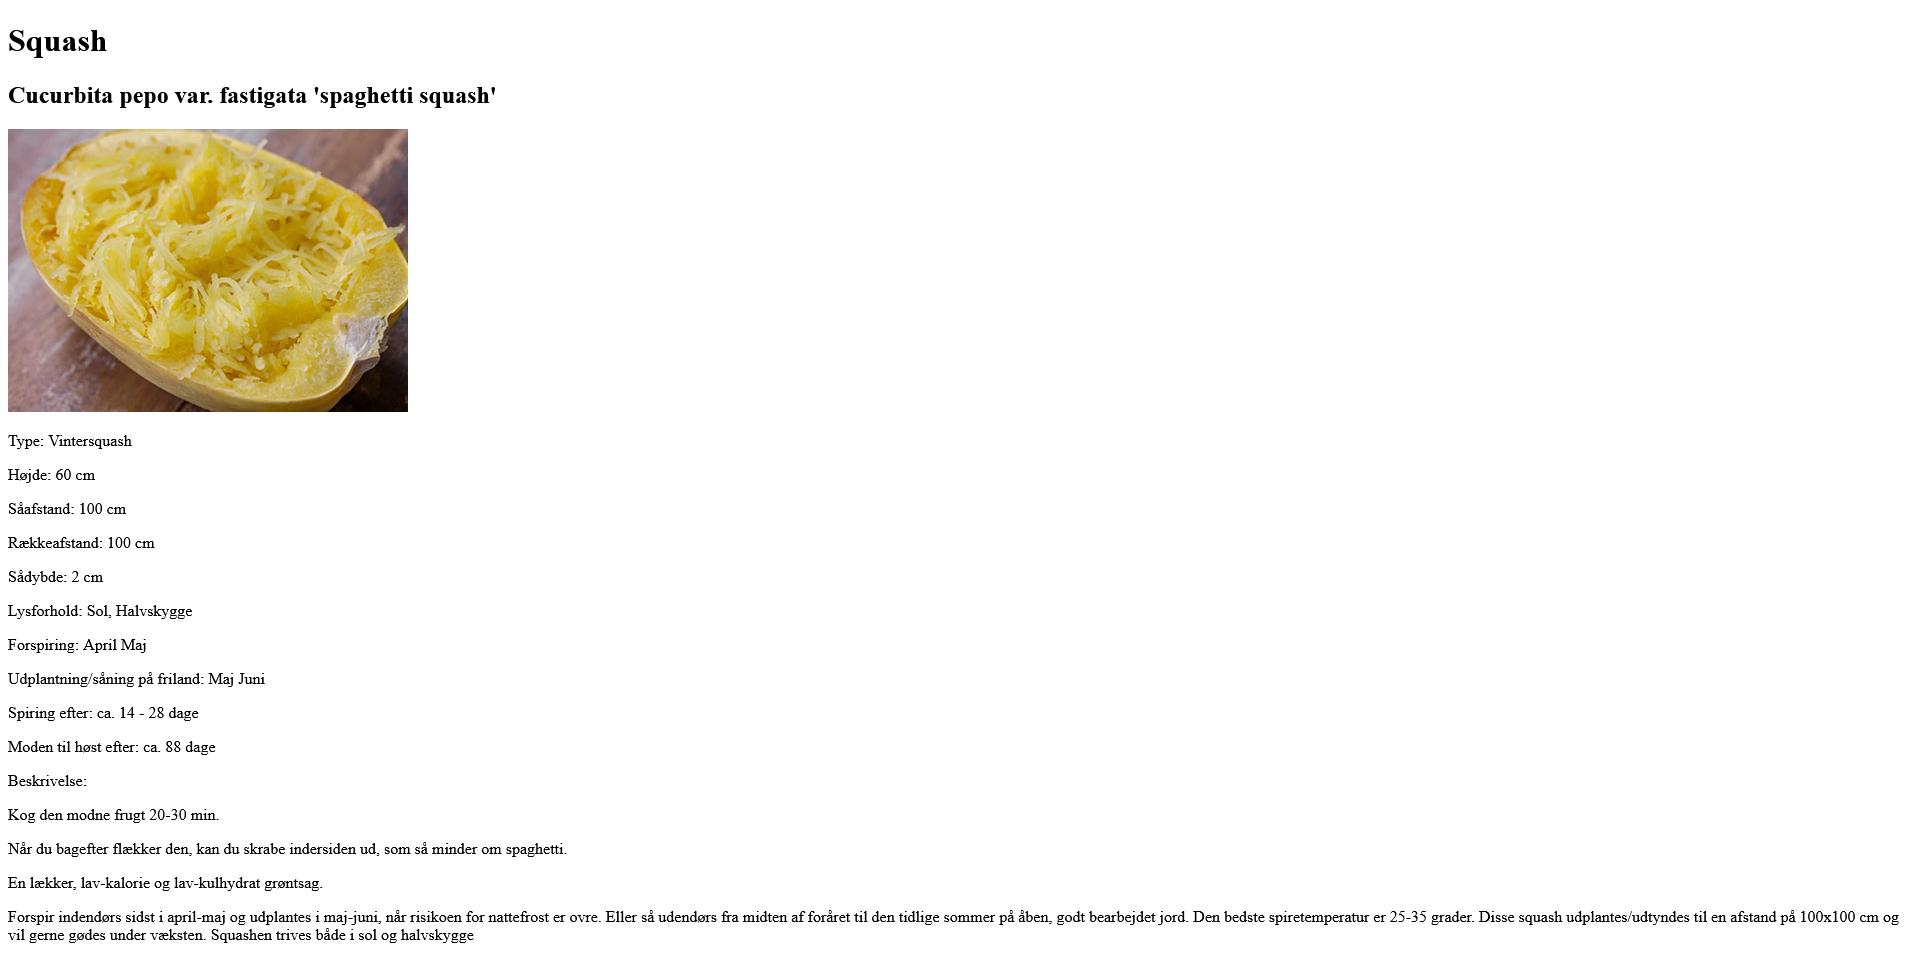 Squash
Cucurbita pepo var. fastigata 'spaghetti squash'
Type: Vintersquash
Højde: 60 cm
Såafstand: 100 cm
Rækkeafstand: 100 cm
Sådybde: 2 cm
Lysforhold: Sol, Halvskygge
Forspiring: April Maj
Udplantning/såning på friland: Maj Juni
Spiring efter: ca. 14 - 28 dage
Moden til høst efter: ca. 88 dage
Beskrivelse:
Kog den modne frugt 20-30 min.
Når du bagefter flækker den, kan du skrabe indersiden ud, som så minder om spaghetti.
En lækker, lav-kalorie og lav-kulhydrat grøntsag.
Forspir indendørs sidst i april-maj og udplantes i maj-juni, når risikoen for nattefrost er ovre. Eller så udendørs fra midten af foråret til den tidlige sommer på åben, godt bearbejdet jord. Den bedste spiretemperatur er 25-35 grader. Disse squash udplantes/udtyndes til en afstand på 100x100 cm og
vil gerne gødes under væksten. Squashen trives både i sol og halvskygge